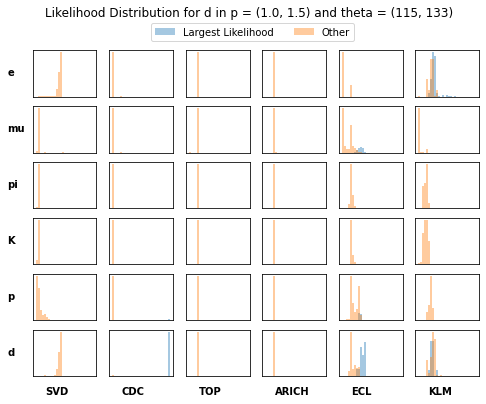 Likelihood Distribution for d in p = (1.0, 1.5) and theta = (115, 133)
Largest Likelihood Other
e
mu
pi
K
p
d
SVD CDC TOP ARICH ECL KLM